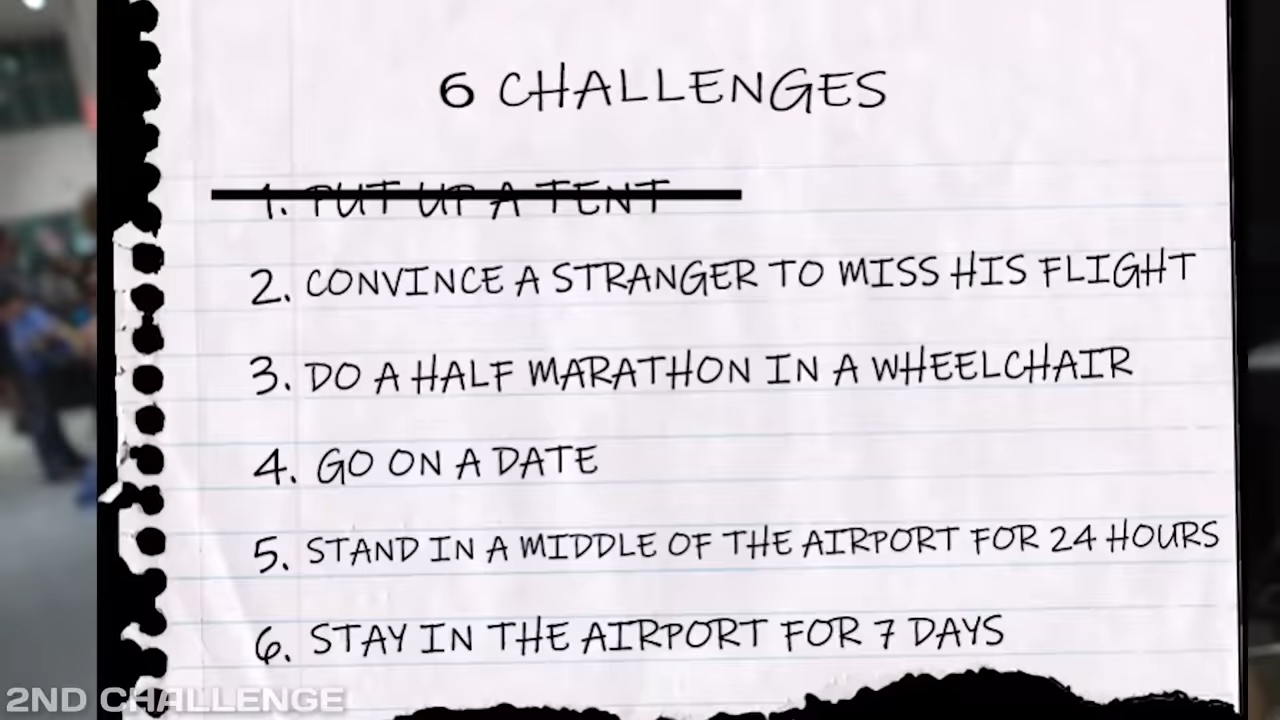 6 CHALLENGES
1. PUT UP A TENT
2. CONVINCE A STRANGER TO MISS HIS FLIGHT
3. DO A HALF MARATHON IN A WHEELCHAIR
4. GO ON A DATE
5. STAND IN A MIDDLE OF THE AIRPORT FOR 24 HOURS
6. STAY IN THE AIRPORT FOR 7 DAYS
2ND CHALLENGE